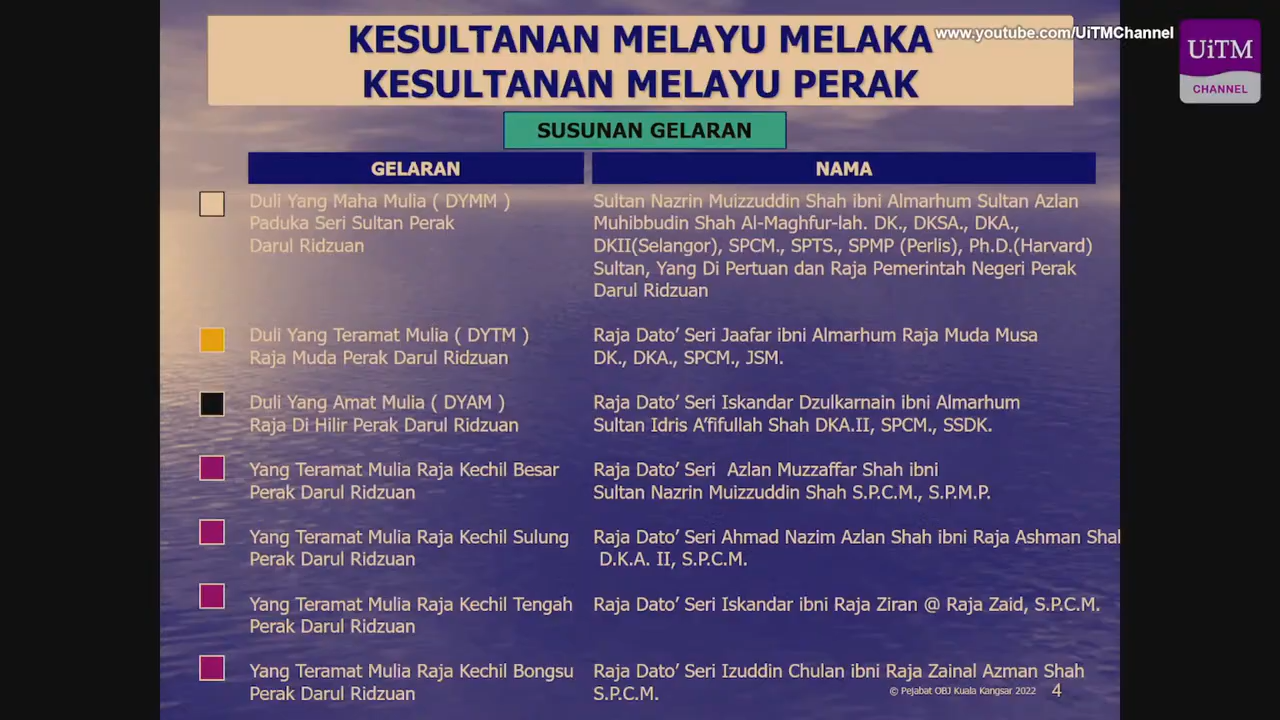 KESULTANAN MELAYU MELAKA
KESULTANAN MELAYU PERAK
www.youtube.com/UiTMChannel
UiTM
CHANNEL
SUSUNAN GELARAN
GELARAN
NAMA
Duli Yang Maha Mulia ( DYMM )
Paduka Seri Sultan Perak
Darul Ridzuan
Sultan Nazrin Muizzuddin Shah ibni Almarhum Sultan Azlan
Muhibbudin Shah Al-Maghfur-lah. DK., DKSA., DKA.,
DKII(Selangor), SPCM., SPTS., SPMP (Perlis), Ph.D.(Harvard)
Sultan, Yang Di Pertuan dan Raja Pemerintah Negeri Perak
Darul Ridzuan
Duli Yang Teramat Mulia ( DYTM )
Raja Muda Perak Darul Ridzuan
Raja Dato’ Seri Jaafar ibni Almarhum Raja Muda Musa
DK., DKA., SPCM., JSM.
Duli Yang Amat Mulia ( DYAM )
Raja Di Hilir Perak Darul Ridzuan
Raja Dato’ Seri Iskandar Dzulkarnain ibni Almarhum
Sultan Idris A’fifullah Shah DKA.II, SPCM., SSDK.
Yang Teramat Mulia Raja Kechil Besar
Perak Darul Ridzuan
Raja Dato’ Seri Azlan Muzzaffar Shah ibni
Sultan Nazrin Muizzuddin Shah S.P.C.M., S.P.M.P.
Yang Teramat Mulia Raja Kechil Sulung
Perak Darul Ridzuan
Raja Dato’ Seri Ahmad Nazim Azlan Shah ibni Raja Ashman Shah
D.K.A. II, S.P.C.M.
Yang Teramat Mulia Raja Kechil Tengah
Perak Darul Ridzuan
Raja Dato’ Seri Iskandar ibni Raja Ziran @ Raja Zaid, S.P.C.M.
Yang Teramat Mulia Raja Kechil Bongsu
Perak Darul Ridzuan
Raja Dato’ Seri Izuddin Chulan ibni Raja Zainal Azman Shah
S.P.C.M.
© Pejabat OBJ Kuala Kangsar 2022
4